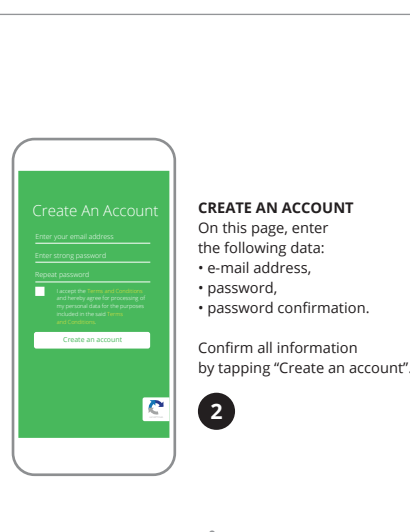 Create An Account
Enter your email address
Enter strong password
Repeat password
I accept the Terms and Conditions
and hereby agree for processing of
my personal data for the purposes
included in the said Terms
and Conditions.
Create an account
CREATE AN ACCOUNT
On this page, enter
the following data:
• e-mail address,
• password,
• password confirmation.
Confirm all information
by tapping “Create an account”.
2